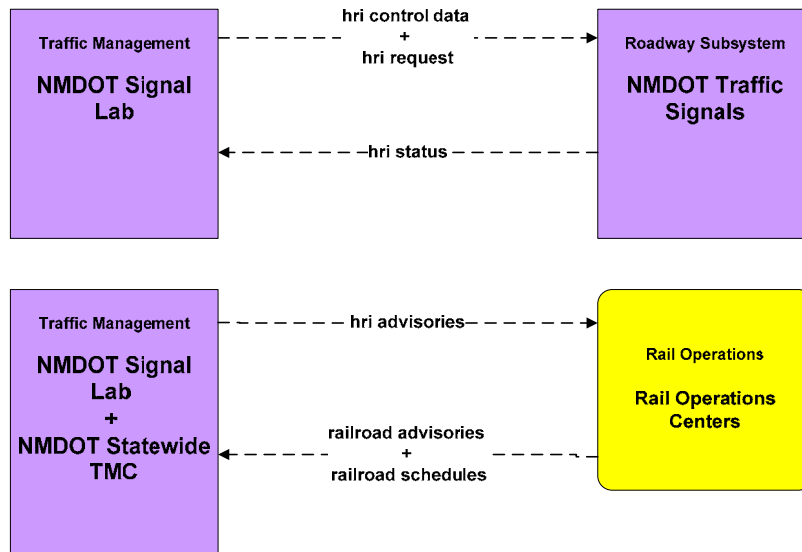 Traffic Management
NMDOT Signal
Lab
hri control data
+
hri request
Roadway Subsystem
NMDOT Traffic
Signals
hri status
Traffic Management
NMDOT Signal
Lab
+
NMDOT Statewide
TMC
hri advisories
railroad advisories
+
railroad schedules
Rail Operations
Rail Operations
Centers